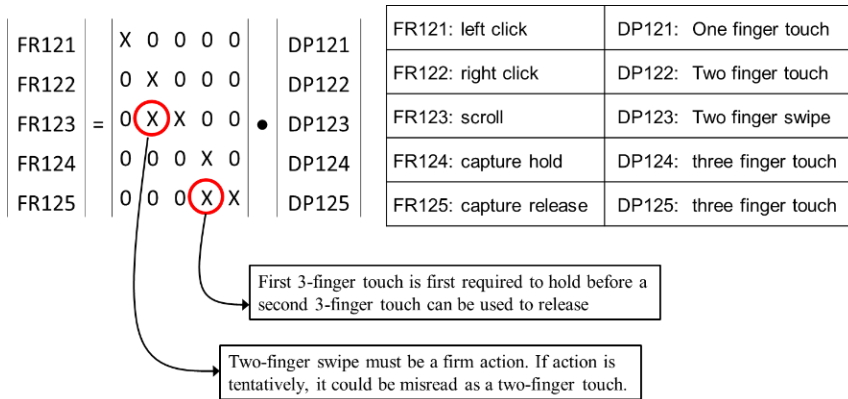 FR121 X 0 0 0 0 DP121
FR122 0 X 0 0 0 DP122
FR123 = 0 X X 0 0 • DP123
FR124 0 0 0 X 0 DP124
FR125 0 0 0 X X DP125
FR121: left click DP121: One finger touch
FR122: right click DP122: Two finger touch
FR123: scroll DP123: Two finger swipe
FR124: capture hold DP124: three finger touch
FR125: capture release DP125: three finger touch
First 3-finger touch is first required to hold before a
second 3-finger touch can be used to release
Two-finger swipe must be a firm action. If action is
tentatively, it could be misread as a two-finger touch.